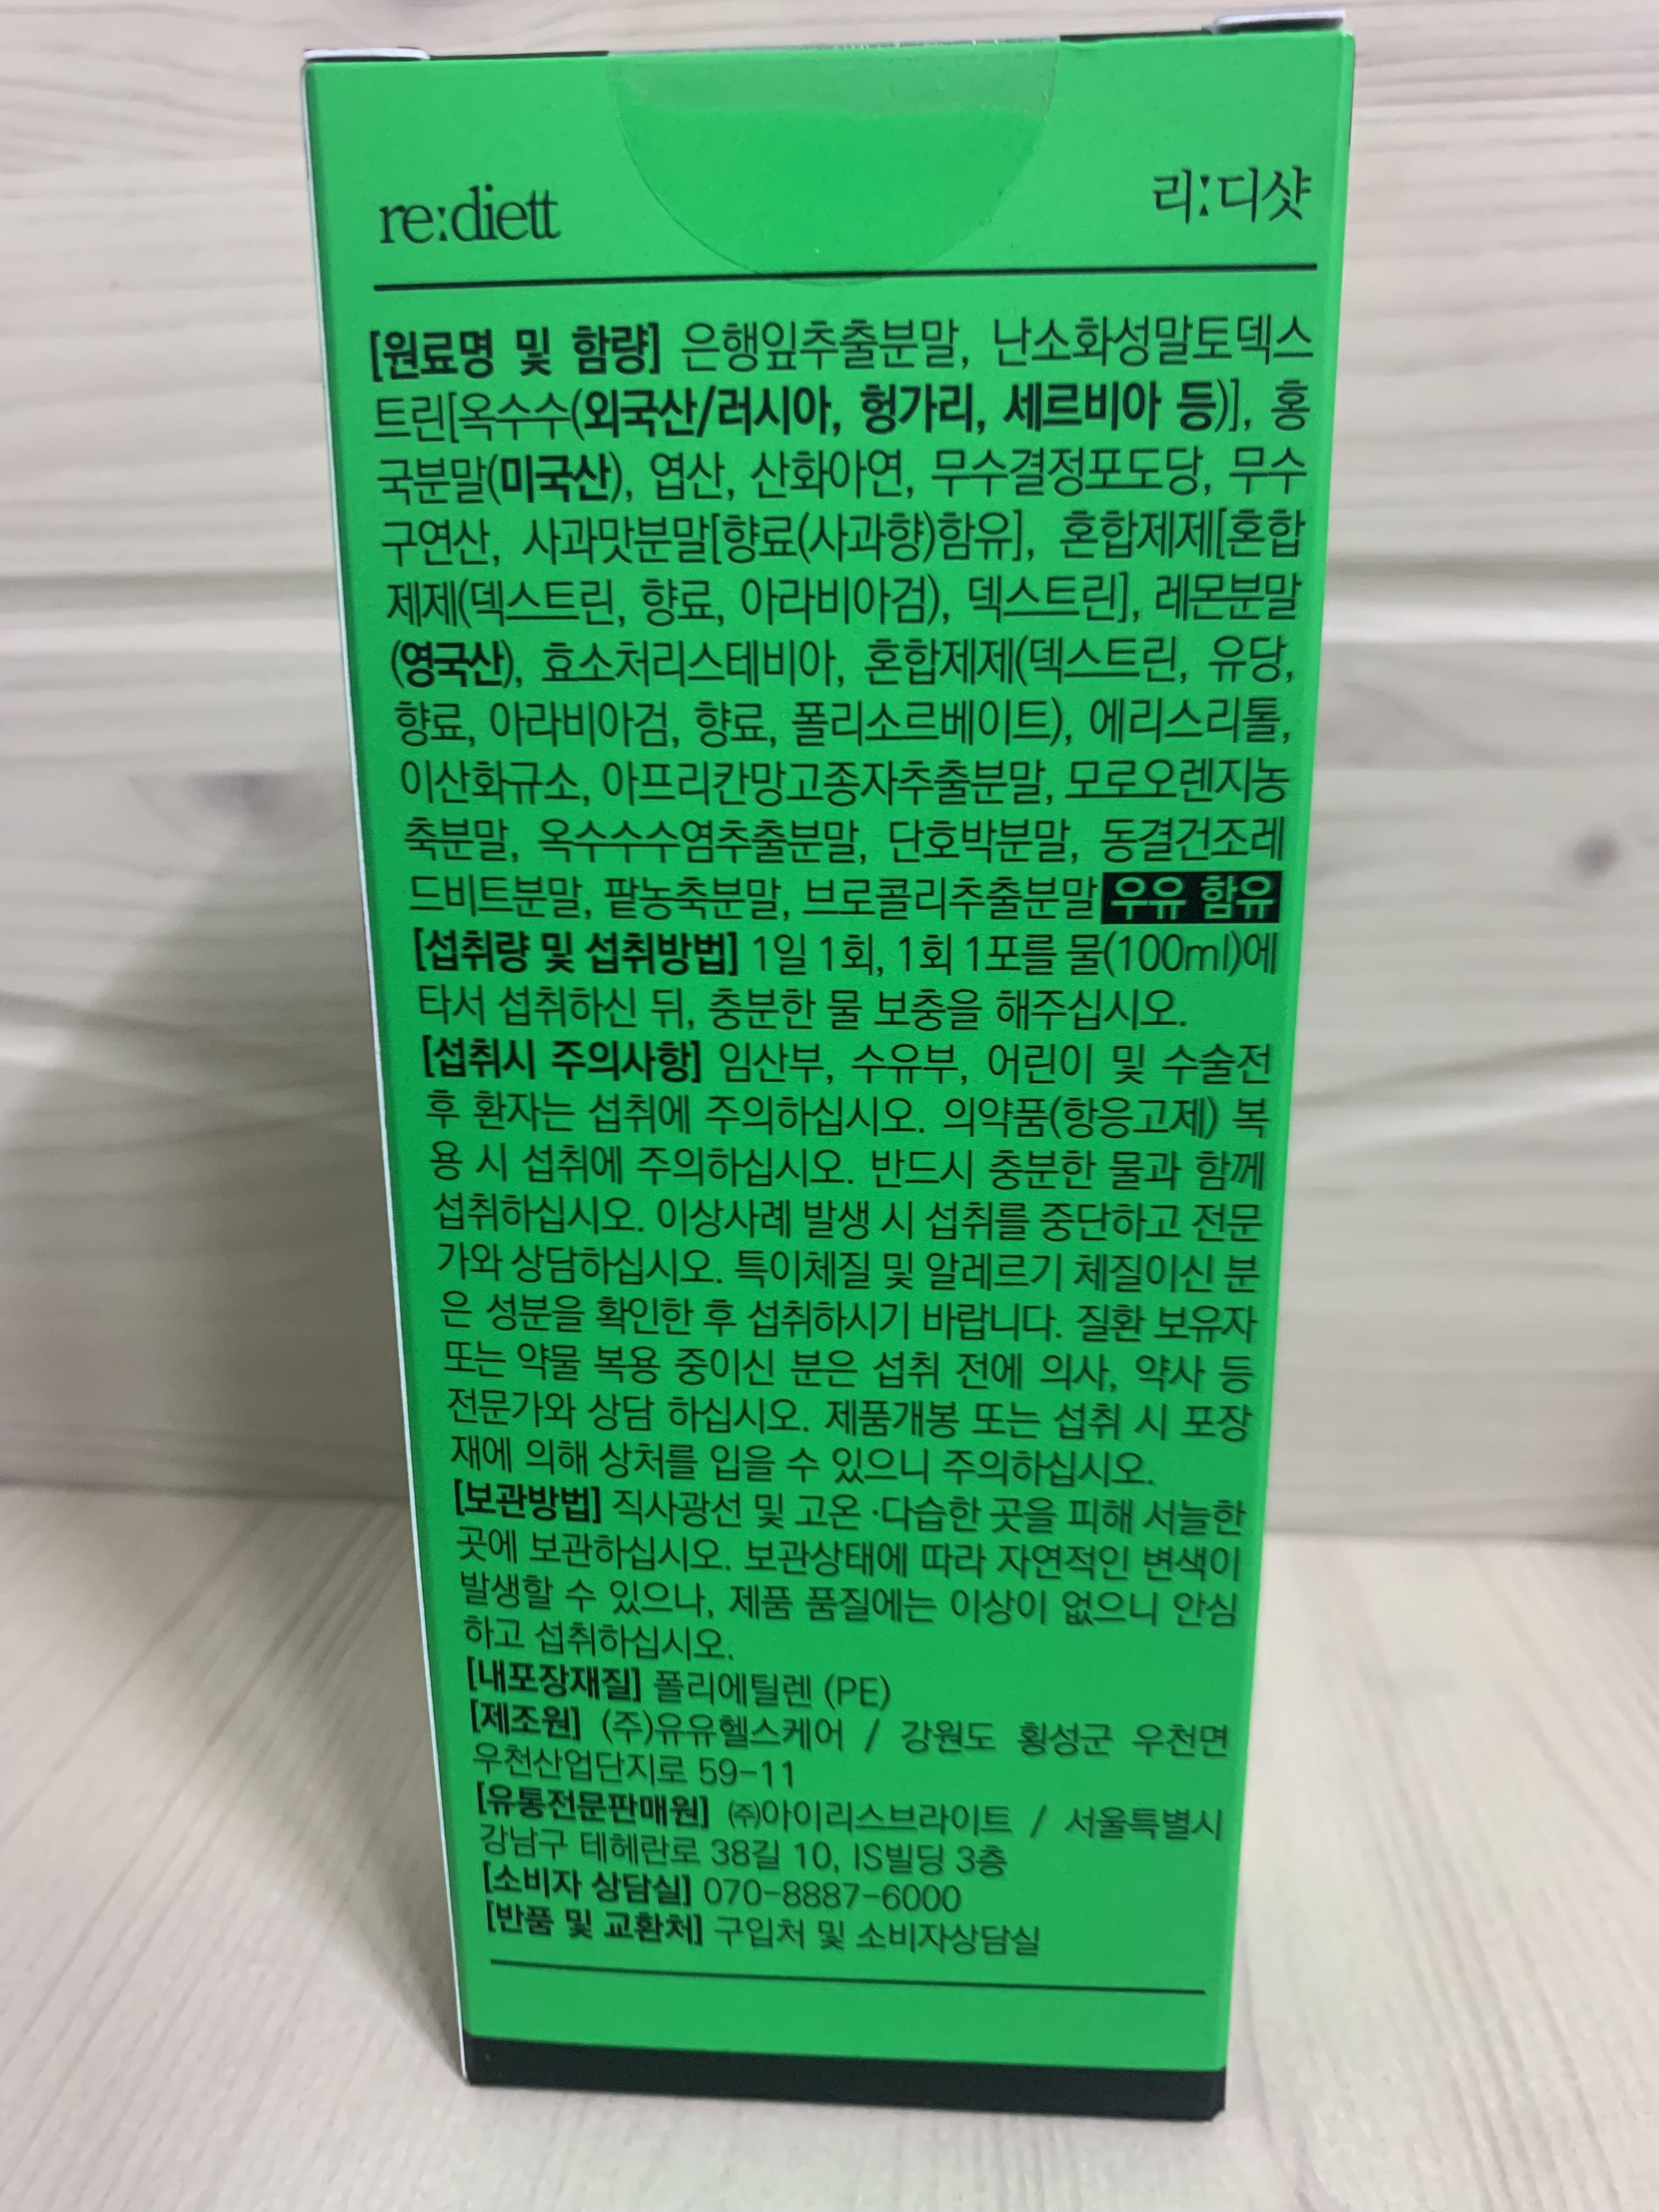 re:diett
리:디샷
[원료명 및 함량] 은행잎추출분말, 난소화성말토덱스
트린[옥수수(외국산/러시아, 헝가리, 세르비아 등)], 홍
국분말(미국산), 엽산, 산화아연, 무수결정포도당, 무수
구연산, 사과맛분말[향료(사과향)함유], 혼합제제[혼합
제제(덱스트린, 향료, 아라비아검), 덱스트린], 레몬분말
(영국산), 효소처리스테비아, 혼합제제(덱스트린, 유당,
향료, 아라비아검, 향료, 폴리소르베이트), 에리스리톨,
이산화규소, 아프리칸망고종자추출분말, 모로오렌지농
축분말, 옥수수수염추출분말, 단호박분말, 동결건조레
드비트분말, 팥농축분말, 브로콜리추출분말 우유 함유
[섭취량 및 섭취방법] 1일 1회, 1회 1포를 물(100ml)에
타서 섭취하신 뒤, 충분한 물 보충을 해주십시오.
[섭취시 주의사항] 임산부, 수유부, 어린이 및 수술전
후 환자는 섭취에 주의하십시오. 의약품(항응고제) 복
용 시 섭취에 주의하십시오. 반드시 충분한 물과 함께
섭취하십시오. 이상사례 발생 시 섭취를 중단하고 전문
가와 상담하십시오. 특이체질 및 알레르기 체질이신 분
은 성분을 확인한 후 섭취하시기 바랍니다. 질환 보유자
또는 약물 복용 중이신 분은 섭취 전에 의사, 약사 등
전문가와 상담 하십시오. 제품개봉 또는 섭취 시 포장
재에 의해 상처를 입을 수 있으니 주의하십시오.
[보관방법] 직사광선 및 고온·다습한 곳을 피해 서늘한
곳에 보관하십시오. 보관상태에 따라 자연적인 변색이
발생할 수 있으나, 제품 품질에는 이상이 없으니 안심
하고 섭취하십시오.
[내포장재질] 폴리에틸렌 (PE)
[제조원] (주)유유헬스케어 / 강원도 횡성군 우천면
우천산업단지로 59-11
[유통전문판매원] ㈜아이리스브라이트 / 서울특별시
강남구 테헤란로 38길 10, IS빌딩 3층
[소비자 상담실] 070-8887-6000
[반품 및 교환처] 구입처 및 소비자상담실